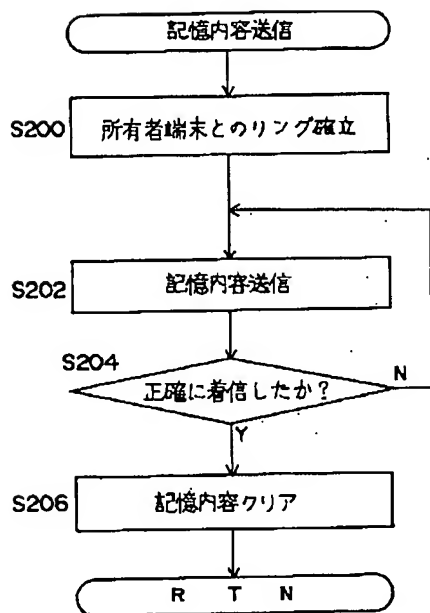 記憶内容送信
S200
所有者端末とのリング確立
S202
記憶内容送信
S204
正確に着信したか?
N
Y
S206
記憶内容クリア
R T N